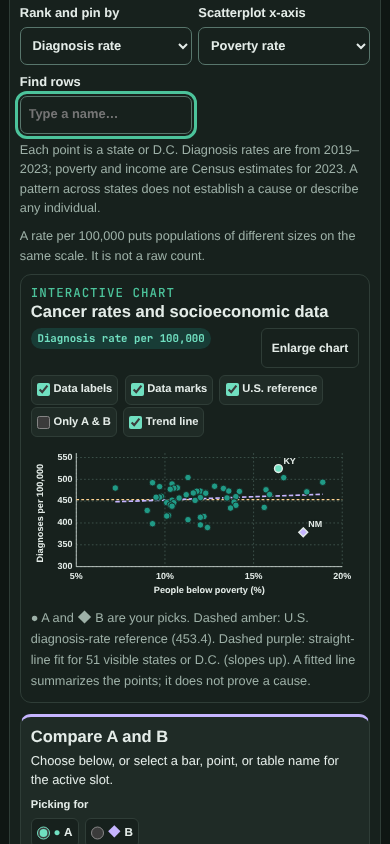 Rank and pin by
Scatterplot x-axis
Diagnosis rate
Poverty rate
Find rows
Type a name…
Each point is a state or D.C. Diagnosis rates are from 2019–
2023; poverty and income are Census estimates for 2023. A
pattern across states does not establish a cause or describe
any individual.
A rate per 100,000 puts populations of different sizes on the
same scale. It is not a raw count.
INTERACTIVE CHART
Cancer rates and socioeconomic data
Diagnosis rate per 100,000
Enlarge chart
Data labels
Data marks
U.S. reference
Only A & B
Trend line
550
500
450
400
350
300
Diagnoses per 100,000
KY
NM
5%
10%
15%
20%
People below poverty (%)
● A and ◆ B are your picks. Dashed amber: U.S.
diagnosis-rate reference (453.4). Dashed purple: straight-
line fit for 51 visible states or D.C. (slopes up). A fitted line
summarizes the points; it does not prove a cause.
Compare A and B
Choose below, or select a bar, point, or table name for
the active slot.
Picking for
● A
◆ B